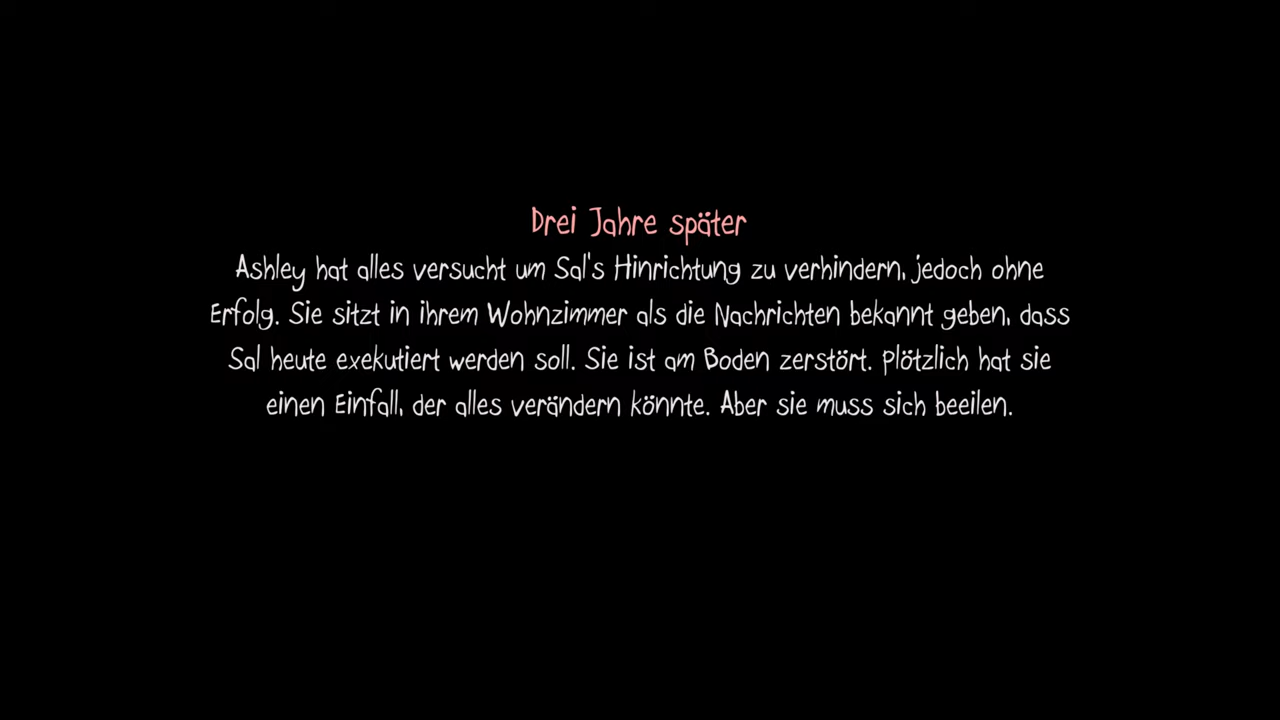 Drei Jahre später
Ashley hat alles versucht um Sal's Hinrichtung zu verhindern, jedoch ohne
Erfolg. Sie sitzt in ihrem Wohnzimmer als die Nachrichten bekannt geben, dass
Sal heute exekutiert werden soll. Sie ist am Boden zerstört. Plötzlich hat sie
einen Einfall, der alles verändern könnte. Aber sie muss sich beeilen.